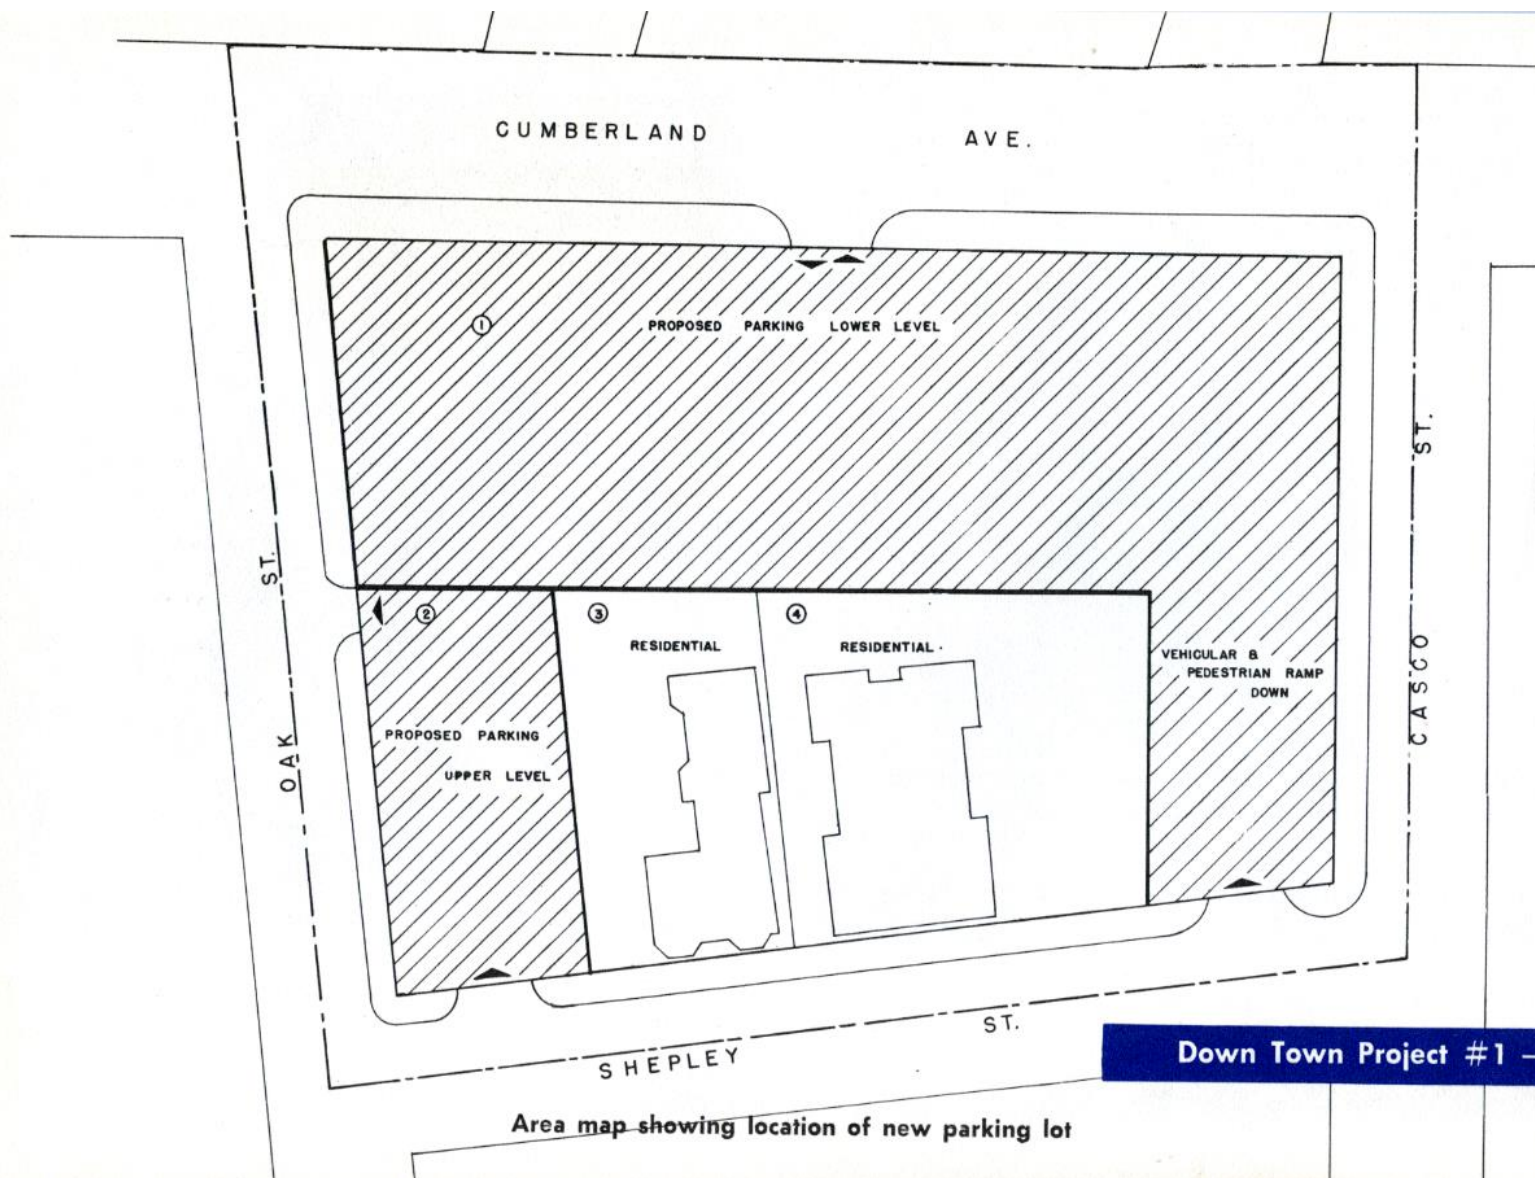 CUMBERLAND AVE.
① PROPOSED PARKING LOWER LEVEL
ST.
OAK
ST.
CASCO
②
③
④
RESIDENTIAL
RESIDENTIAL
VEHICULAR &
PEDESTRIAN RAMP
DOWN
PROPOSED PARKING
UPPER LEVEL
SHEPLEY ST.
Down Town Project #1 –
Area map showing location of new parking lot